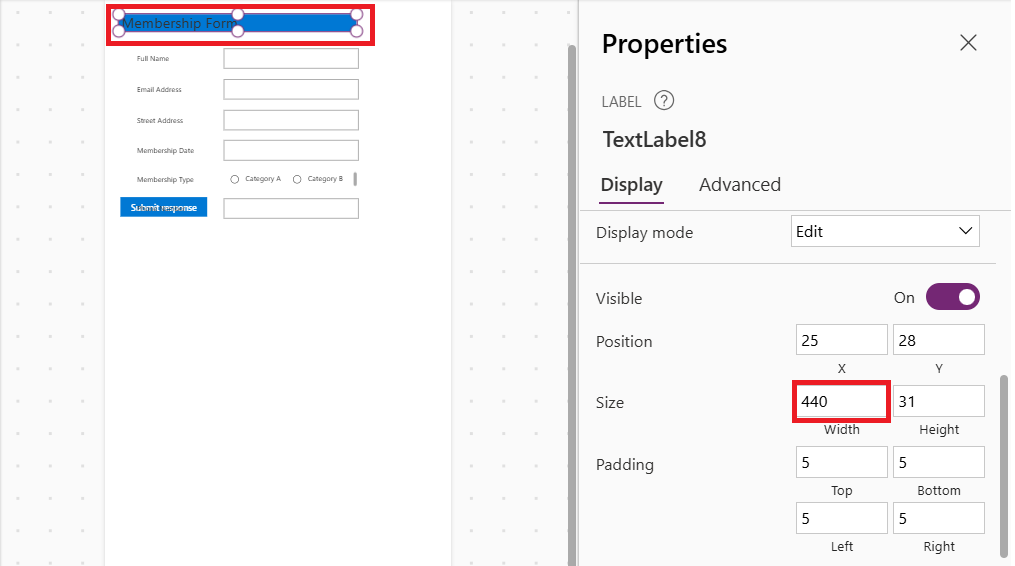 Membership Form
Full Name
Email Address
Street Address
Membership Date
Membership Type
Category A
Category B
Submit response
Properties
LABEL ?
TextLabel8
Display Advanced
Display mode Edit
Visible On
Position 25 28
X Y
Size 440 31
Width Height
Padding 5 5
Top Bottom
5 5
Left Right